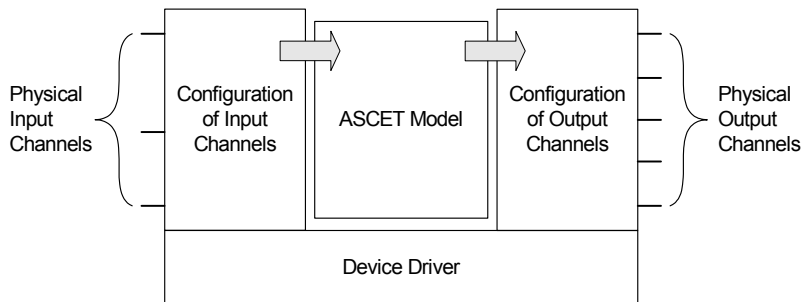 Physical
Input
Channels
Configuration
of Input
Channels
ASCET Model
Configuration
of Output
Channels
Physical
Output
Channels
Device Driver